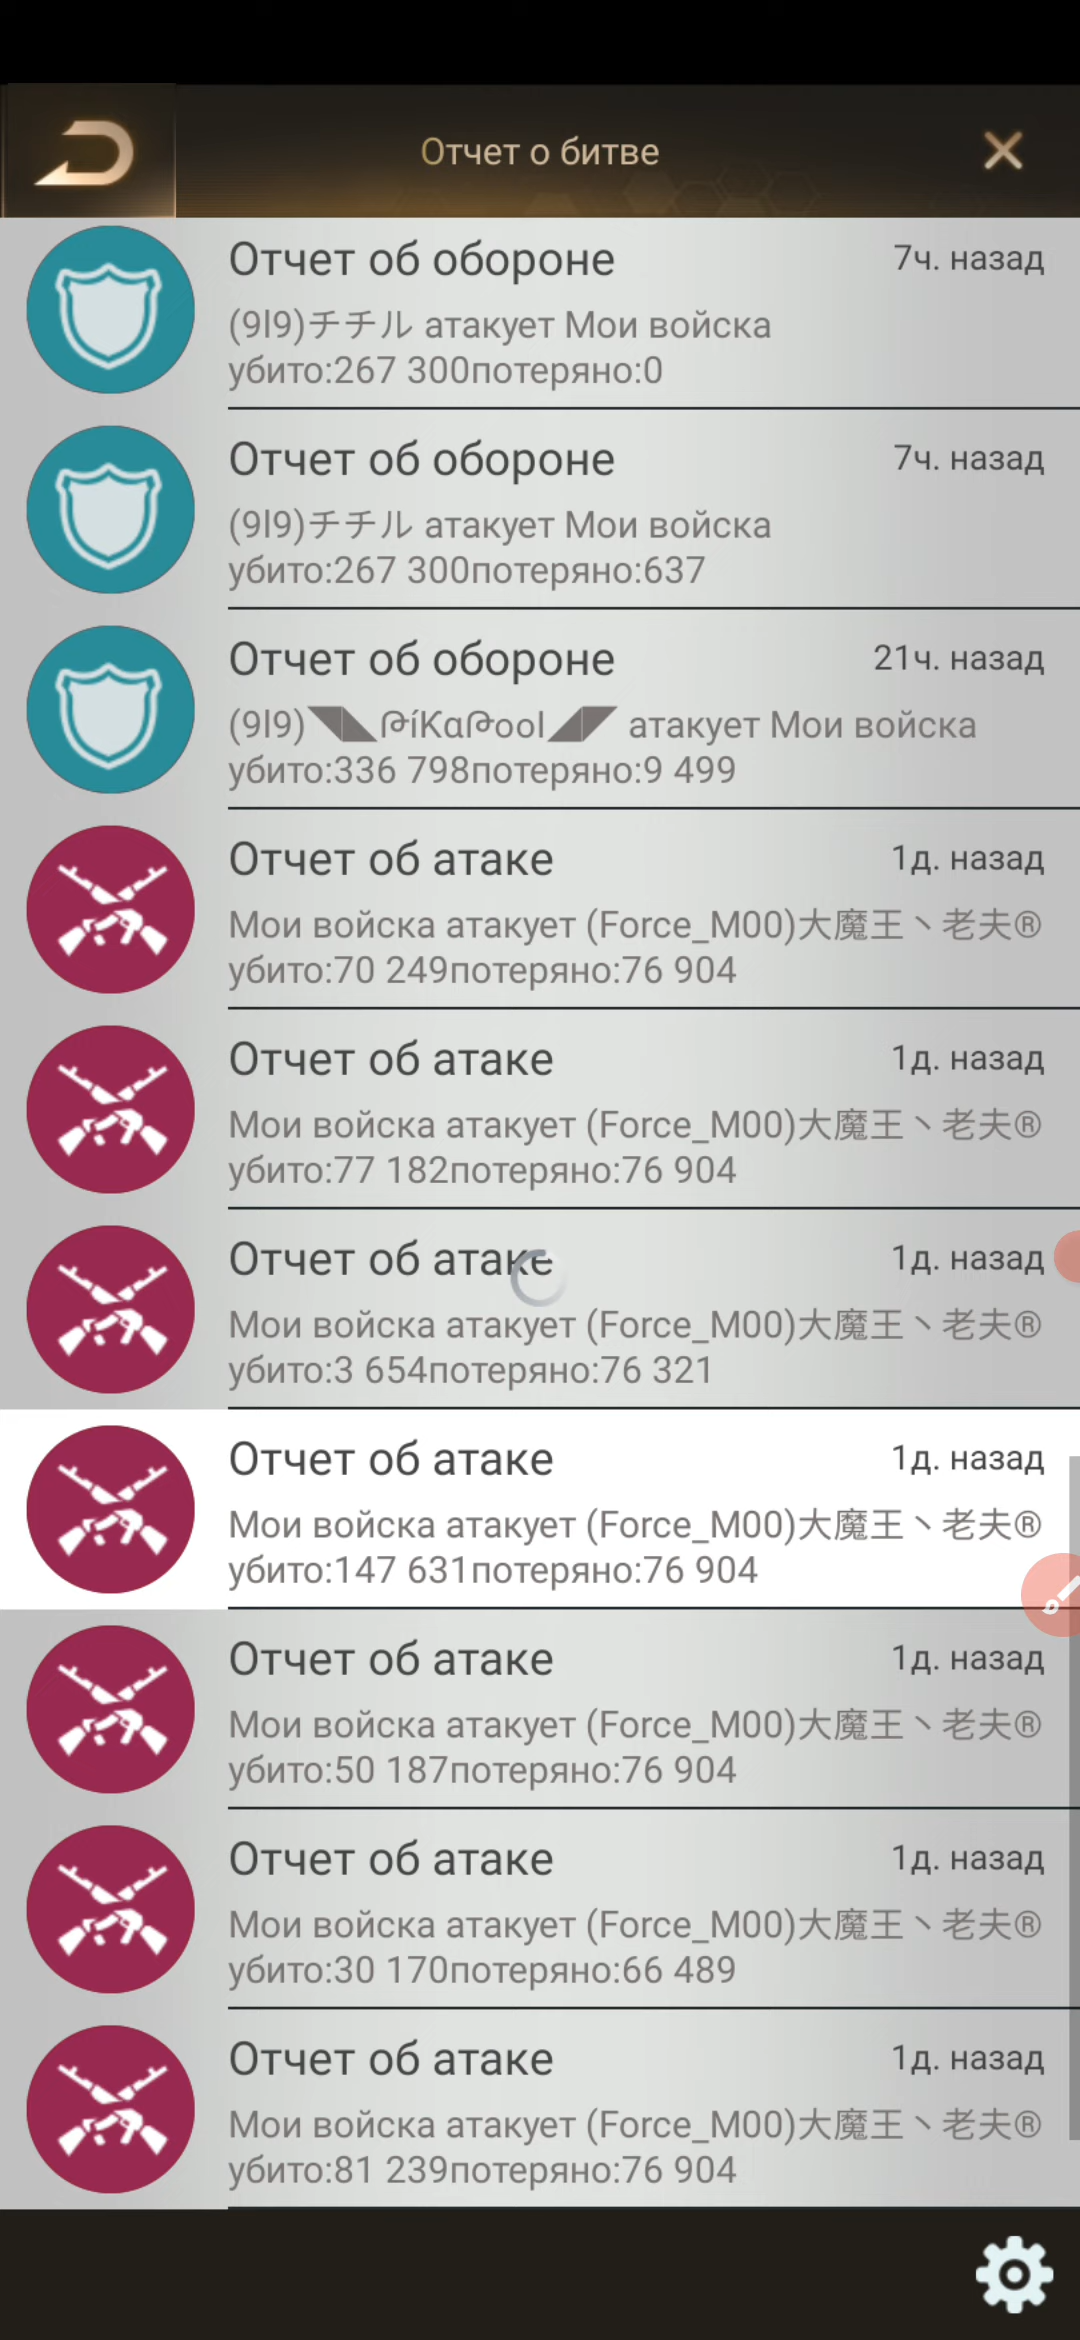 Отчет о битве
Отчет об обороне
7ч. назад
(9l9)チチル атакует Мои войска
убито:267 300потеряно:0
Отчет об обороне
7ч. назад
(9l9)チチル атакует Мои войска
убито:267 300потеряно:637
Отчет об обороне
21ч. назад
(9l9)◥◣ᎮíKɑᎮool◢◤ атакует Мои войска
убито:336 798потеряно:9 499
Отчет об атаке
1д. назад
Мои войска атакует (Force_M00)大魔王丶老夫®
убито:70 249потеряно:76 904
Отчет об атаке
1д. назад
Мои войска атакует (Force_M00)大魔王丶老夫®
убито:77 182потеряно:76 904
Отчет об атаке
1д. назад
Мои войска атакует (Force_M00)大魔王丶老夫®
убито:3 654потеряно:76 321
Отчет об атаке
1д. назад
Мои войска атакует (Force_M00)大魔王丶老夫®
убито:147 631потеряно:76 904
Отчет об атаке
1д. назад
Мои войска атакует (Force_M00)大魔王丶老夫®
убито:50 187потеряно:76 904
Отчет об атаке
1д. назад
Мои войска атакует (Force_M00)大魔王丶老夫®
убито:30 170потеряно:66 489
Отчет об атаке
1д. назад
Мои войска атакует (Force_M00)大魔王丶老夫®
убито:81 239потеряно:76 904